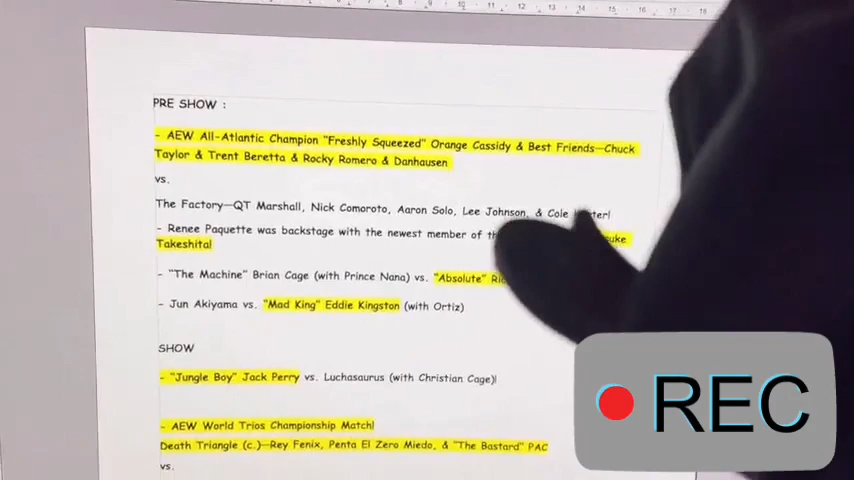 PRE SHOW :
- AEW All-Atlantic Champion "Freshly Squeezed" Orange Cassidy & Best Friends—Chuck
Taylor & Trent Beretta & Rocky Romero & Danhausen
vs.
The Factory—QT Marshall, Nick Comoroto, Aaron Solo, Lee Johnson, & Cole
- Renee Paquette was backstage with the newest member of
Takeshita!
- "The Machine" Brian Cage (with Prince Nana) vs. "Absolute"
- Jun Akiyama vs. "Mad King" Eddie Kingston (with Ortiz)
SHOW
- "Jungle Boy" Jack Perry vs. Luchasaurus (with Christian Cage)!
- AEW World Trios Championship Match!
Death Triangle (c.)—Rey Fenix, Penta El Zero Miedo, & "The Bastard" PAC
vs.
REC